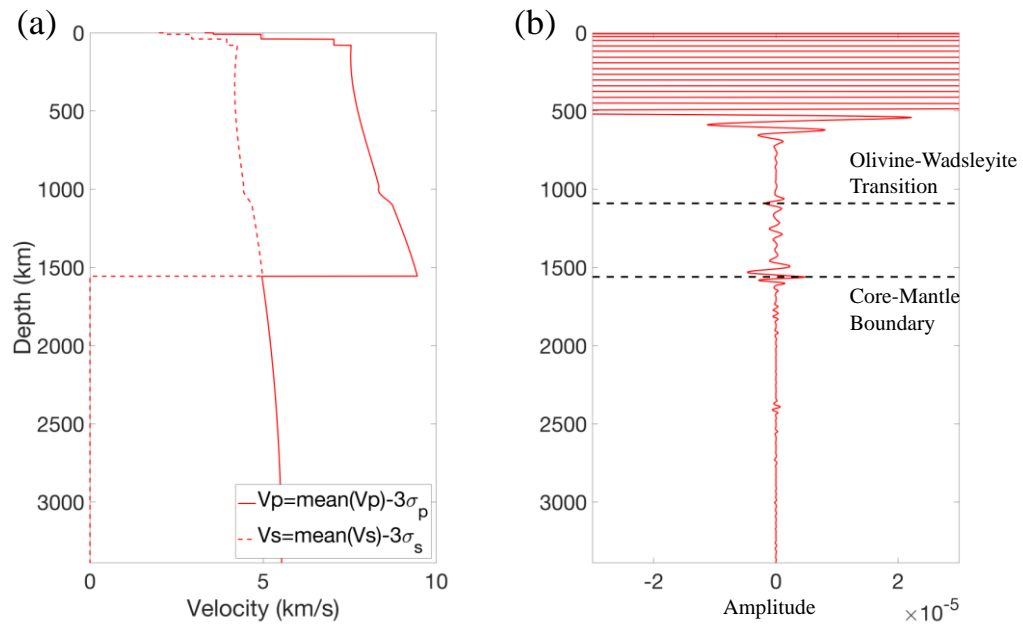 (a)
0
500
1000
1500
2000
2500
3000
Depth (km)
Vp=mean(Vp)-3σp
Vs=mean(Vs)-3σs
0
5
10
Velocity (km/s)
(b)
0
500
1000
1500
2000
2500
3000
Olivine-Wadsleyite
Transition
Core-Mantle
Boundary
-2
0
2
Amplitude
×10-5